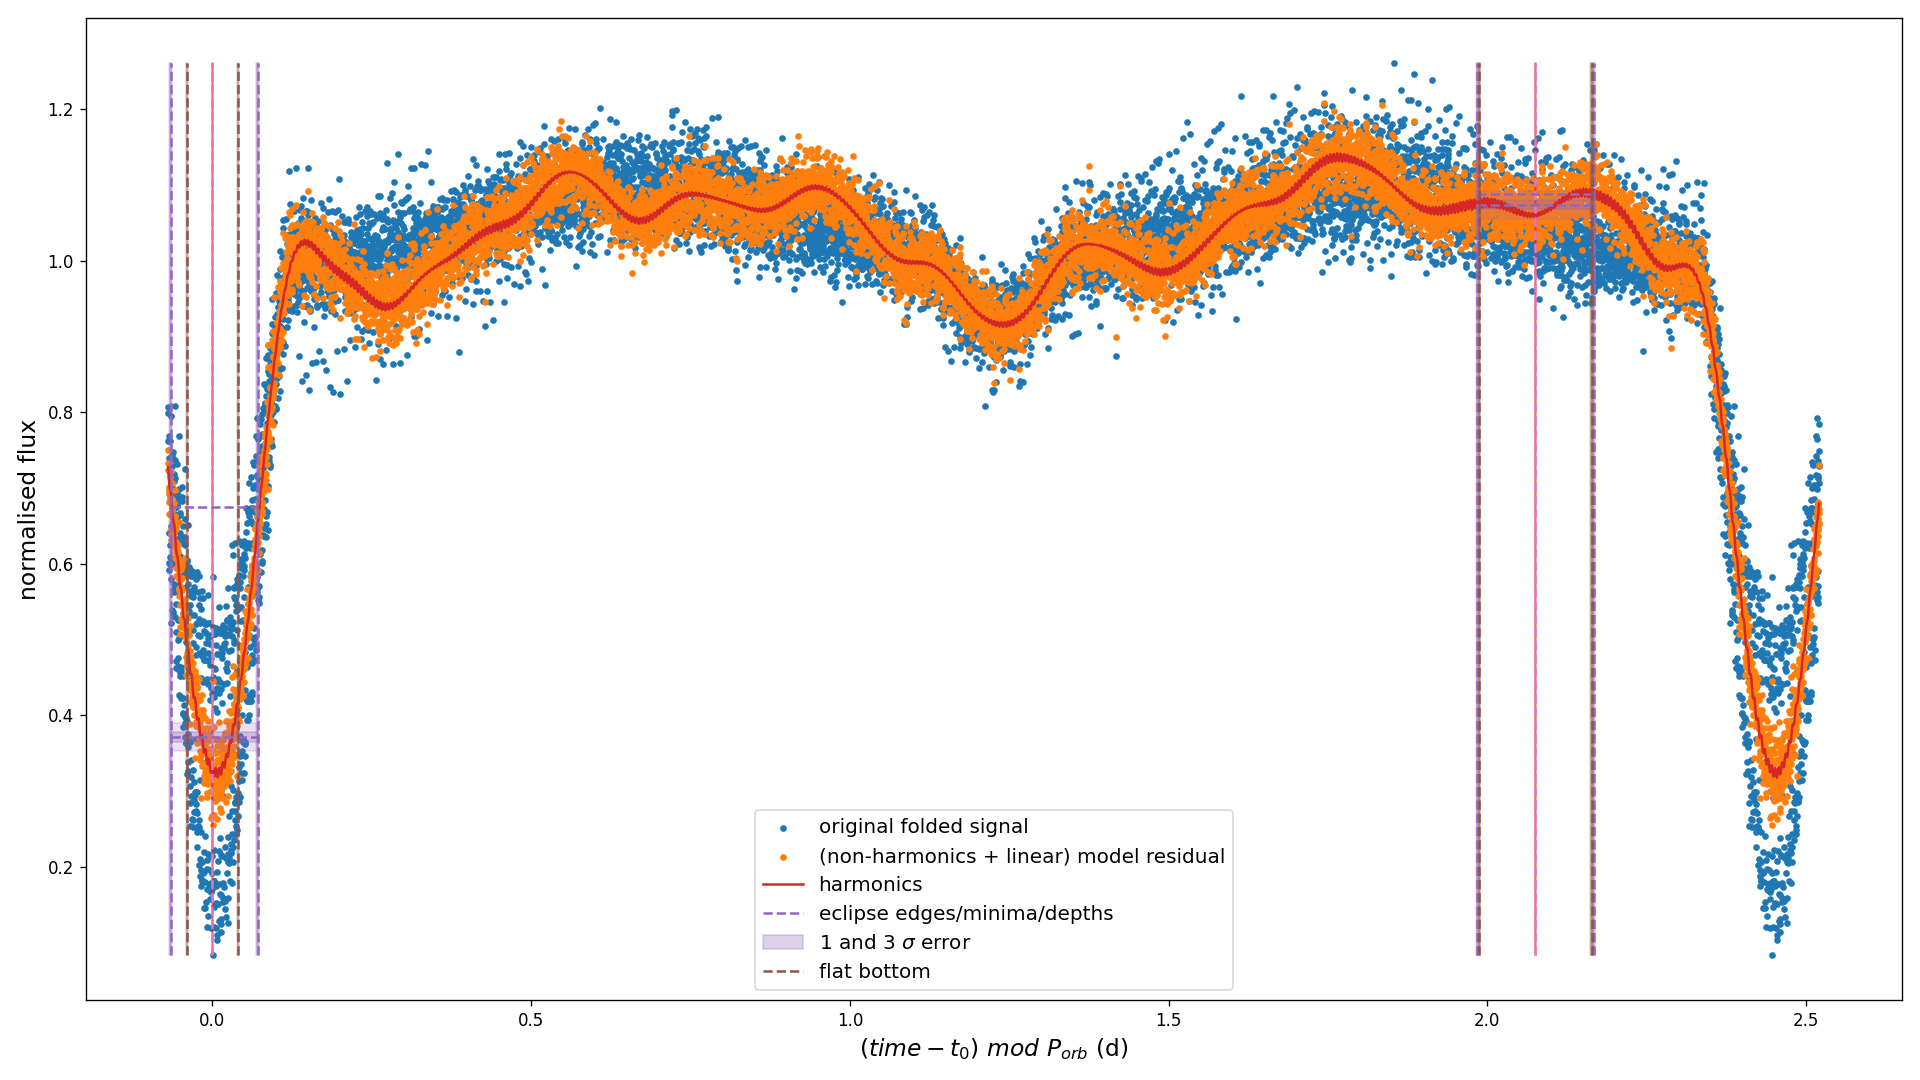 normalised flux
1.2
1.0
0.8
0.6
0.4
0.2
original folded signal
(non-harmonics + linear) model residual
harmonics
eclipse edges/minima/depths
1 and 3 σ error
flat bottom
0.0 0.5 1.0 1.5 2.0 2.5
(time − t₀) mod Pₒᵣb (d)